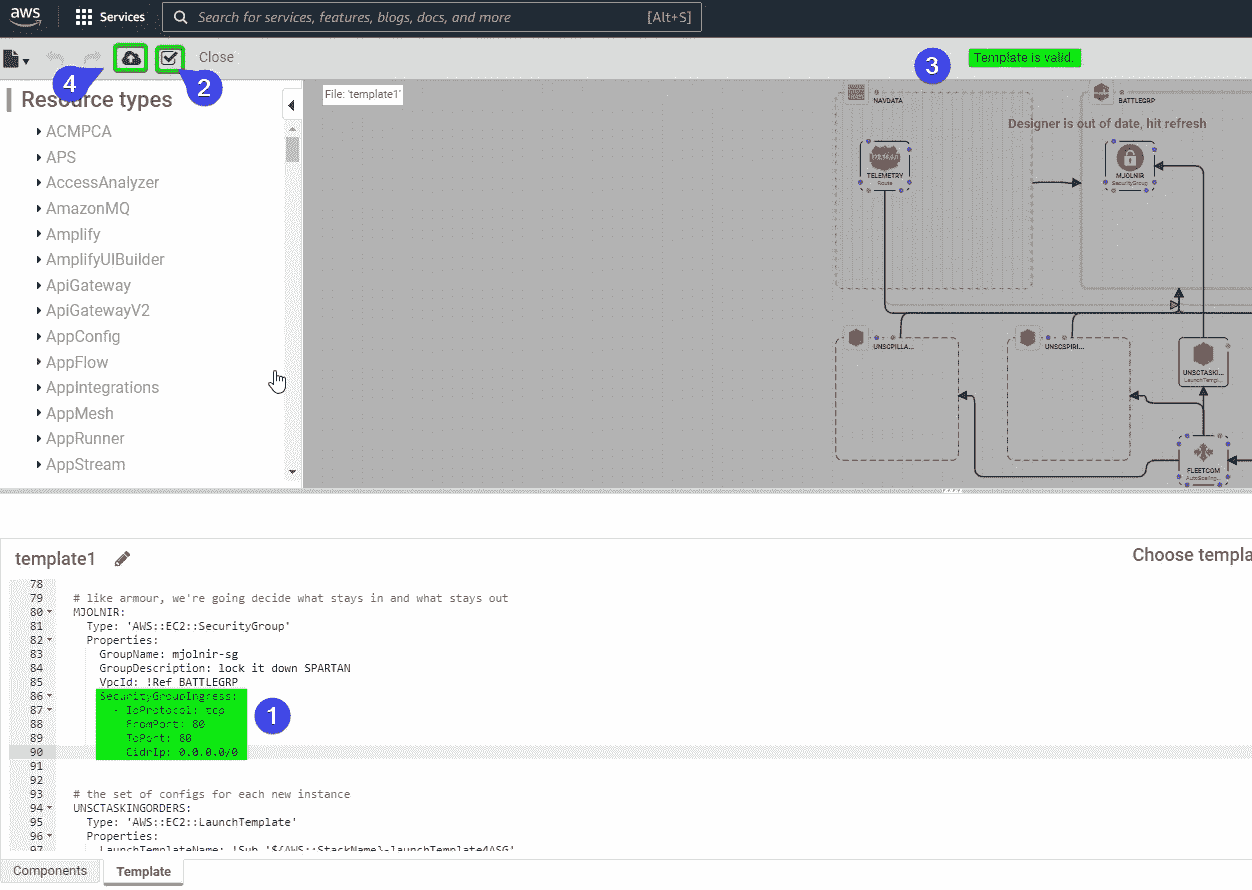 aws
Services
Search for services, features, blogs, docs, and more
[Alt+S]
Close
4
2
3
Template is valid.
Resource types
ACMPCA
APS
AccessAnalyzer
AmazonMQ
Amplify
AmplifyUIBuilder
ApiGateway
ApiGatewayV2
AppConfig
AppFlow
AppIntegrations
AppMesh
AppRunner
AppStream
File: 'template1'
NAVDATA
BATTLEGRP
Designer is out of date, hit refresh
TELEMETRY
Route
MJOLNIR
SecurityGroup
UNSCPILLA...
UNSCSPIRI...
UNSCTASKI...
LaunchTempl...
FLEETCOM
AutoScaling...
template1
Choose templa
78
79 # like armour, we're going decide what stays in and what stays out
80 MJOLNIR:
81 Type: 'AWS::EC2::SecurityGroup'
82 Properties:
83 GroupName: mjolnir-sg
84 GroupDescription: lock it down SPARTAN
85 VpcId: !Ref BATTLEGRP
86 SecurityGroupIngress:
87 - IpProtocol: tcp
88 FromPort: 80
89 ToPort: 80
90 CidrIp: 0.0.0.0/0
1
91
92
93 # the set of configs for each new instance
94 UNSCTASKINGORDERS:
95 Type: 'AWS::EC2::LaunchTemplate'
96 Properties:
97 LaunchTemplateName: !Sub '${AWS::StackName}-launchTemplate4ASG'
Components
Template